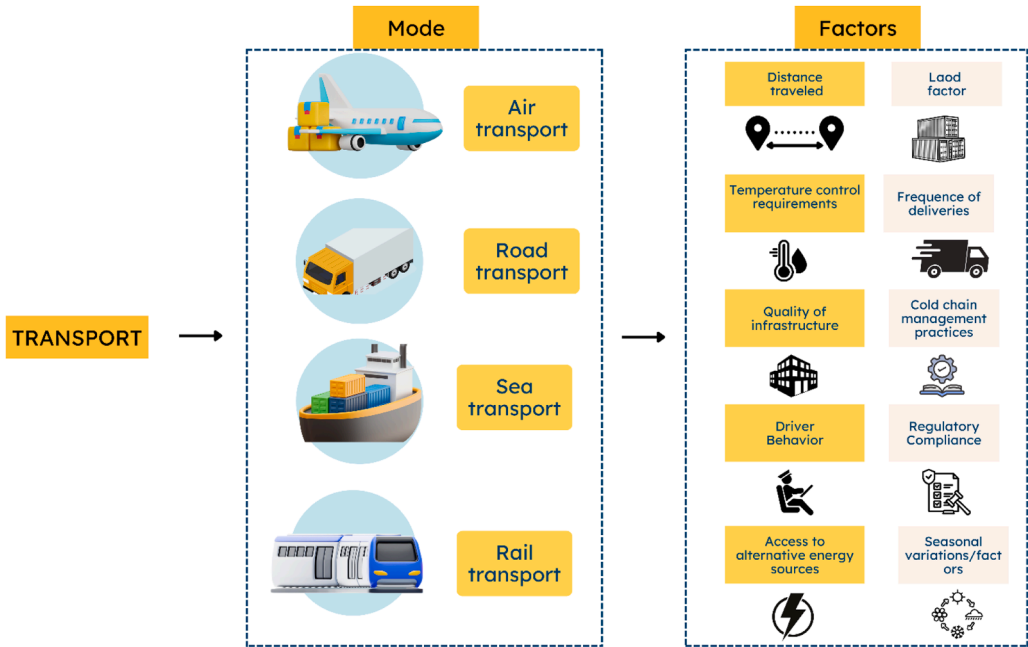 Mode
Factors
TRANSPORT
Air
transport
Road
transport
Sea
transport
Rail
transport
Distance
traveled
Laod
factor
Temperature control
requirements
Frequence of
deliveries
Quality of
infrastructure
Cold chain
management
practices
Driver
Behavior
Regulatory
Compliance
Access to
alternative energy
sources
Seasonal
variations/fact
ors